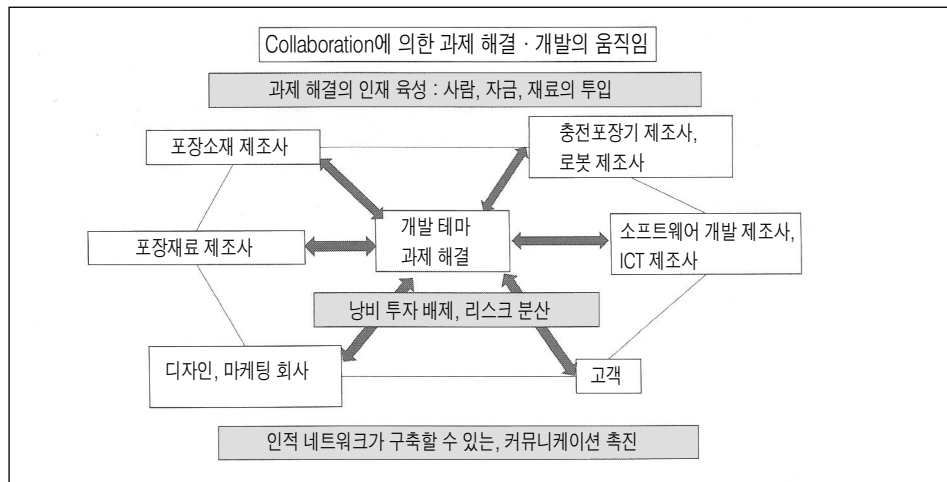 Collaboration에 의한 과제 해결 · 개발의 움직임
과제 해결의 인재 육성 : 사람, 자금, 재료의 투입
포장소재 제조사
충전포장기 제조사,
로봇 제조사
포장재료 제조사
개발 테마
과제 해결
소프트웨어 개발 제조사,
ICT 제조사
낭비 투자 배제, 리스크 분산
디자인, 마케팅 회사
고객
인적 네트워크가 구축할 수 있는, 커뮤니케이션 촉진